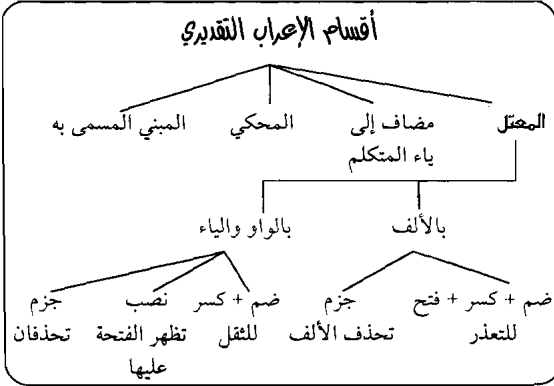 أقسام الإعراب التقديري
المعتل
مضاف إلى
ياء المتكلم
المحكي
المبني المسمى به
بالألف
بالواو والياء
ضم + كسر + فتح
للتعذر
جزم
تحذف الألف
ضم + كسر
للثقل
نصب
تظهر الفتحة
عليها
جزم
تحذفان